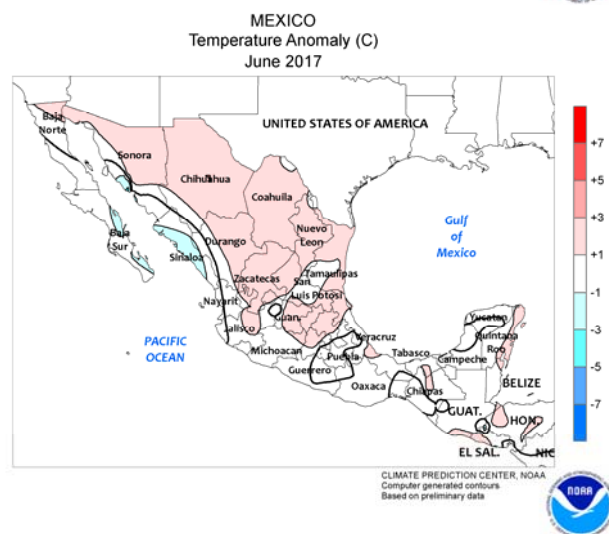 MEXICO
Temperature Anomaly (C)
June 2017
UNITED STATES OF AMERICA
Baja
Norte
Sonora
Chihuahua
Coahuila
Nuevo
Leon
Gulf
of
Mexico
Baja
Sur
Sinaloa
Durango
Zacatecas
San
Luis Potosi
Tamaulipas
Nayarit
Jalisco
Guan.
PACIFIC
OCEAN
Michoacan
Veracruz
Puebla
Guerrero
Tabasco
Oaxaca
Chiapas
Yucatan
Quintana
Roo
Campeche
BELIZE
GUAT.
HON.
EL SAL.
NIC
+7
+5
+3
+1
-1
-3
-5
-7
CLIMATE PREDICTION CENTER, NOAA
Computer generated contours
Based on preliminary data
NOAA